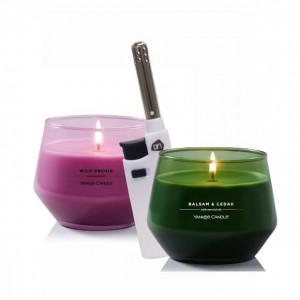 WILD ORCHID
YANKEE CANDLE
BALSAM & CEDAR
YANKEE CANDLE